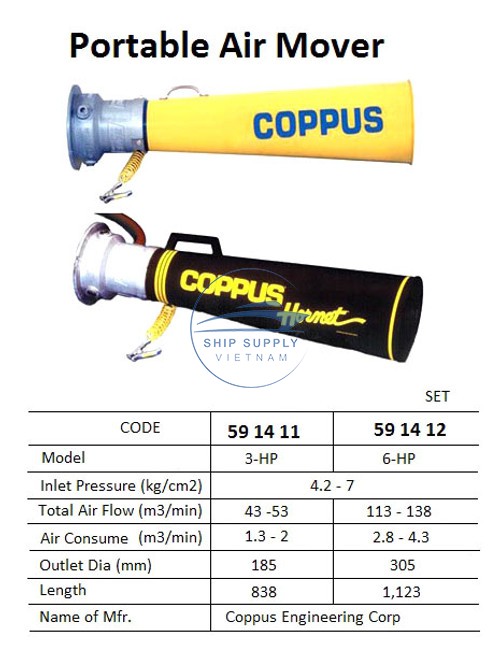 Portable Air Mover
COPPUS
COPPUS
Hornet
SHIP SUPPLY
VIETNAM
SET
CODE 59 14 11 59 14 12
Model 3-HP 6-HP
Inlet Pressure (kg/cm2) 4.2 - 7
Total Air Flow (m3/min) 43 -53 113 - 138
Air Consume (m3/min) 1.3 - 2 2.8 - 4.3
Outlet Dia (mm) 185 305
Length 838 1,123
Name of Mfr. Coppus Engineering Corp